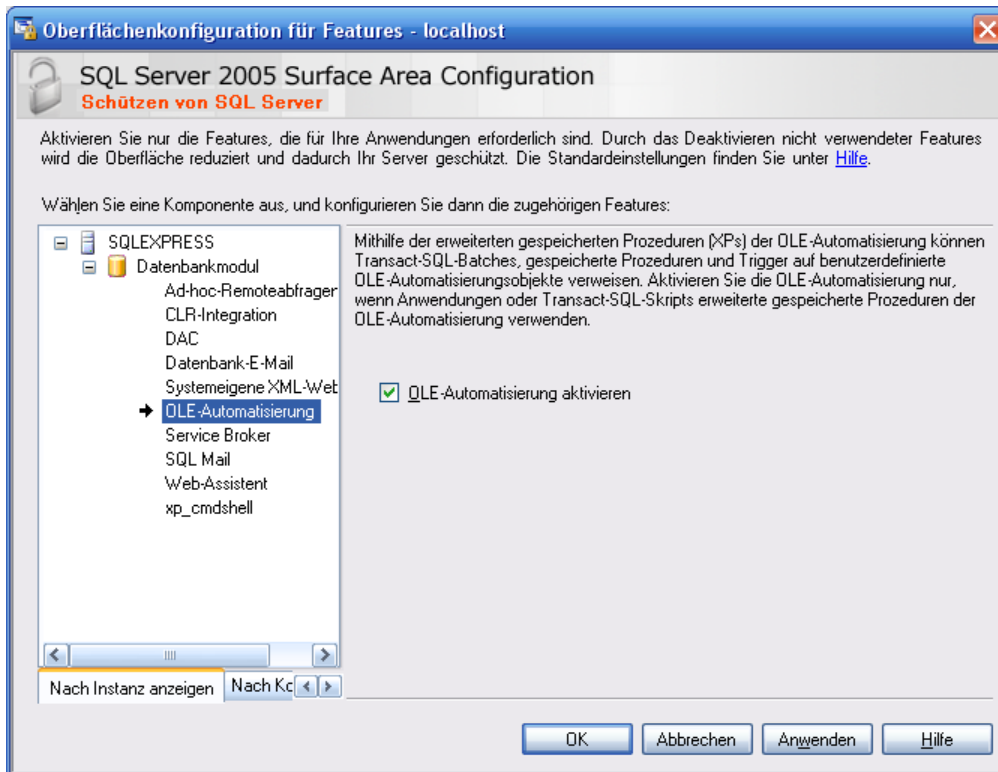 Oberflächenkonfiguration für Features - localhost
SQL Server 2005 Surface Area Configuration
Schützen von SQL Server
Aktivieren Sie nur die Features, die für Ihre Anwendungen erforderlich sind. Durch das Deaktivieren nicht verwendeter Features
wird die Oberfläche reduziert und dadurch Ihr Server geschützt. Die Standardeinstellungen finden Sie unter Hilfe.
Wählen Sie eine Komponente aus, und konfigurieren Sie dann die zugehörigen Features:
SQLEXPRESS
Datenbankmodul
Ad-hoc-Remoteabfrager
CLR-Integration
DAC
Datenbank-E-Mail
Systemeigene XML-Wet
OLE-Automatisierung
Service Broker
SQL Mail
Web-Assistent
xp_cmdshell
Mithilfe der erweiterten gespeicherten Prozeduren (XPs) der OLE-Automatisierung können
Transact-SQL-Batches, gespeicherte Prozeduren und Trigger auf benutzerdefinierte
OLE-Automatisierungsobjekte verweisen. Aktivieren Sie die OLE-Automatisierung nur,
wenn Anwendungen oder Transact-SQL-Skripts erweiterte gespeicherte Prozeduren der
OLE-Automatisierung verwenden.
OLE-Automatisierung aktivieren
Nach Instanz anzeigen
Nach Kc
OK
Abbrechen
Anwenden
Hilfe